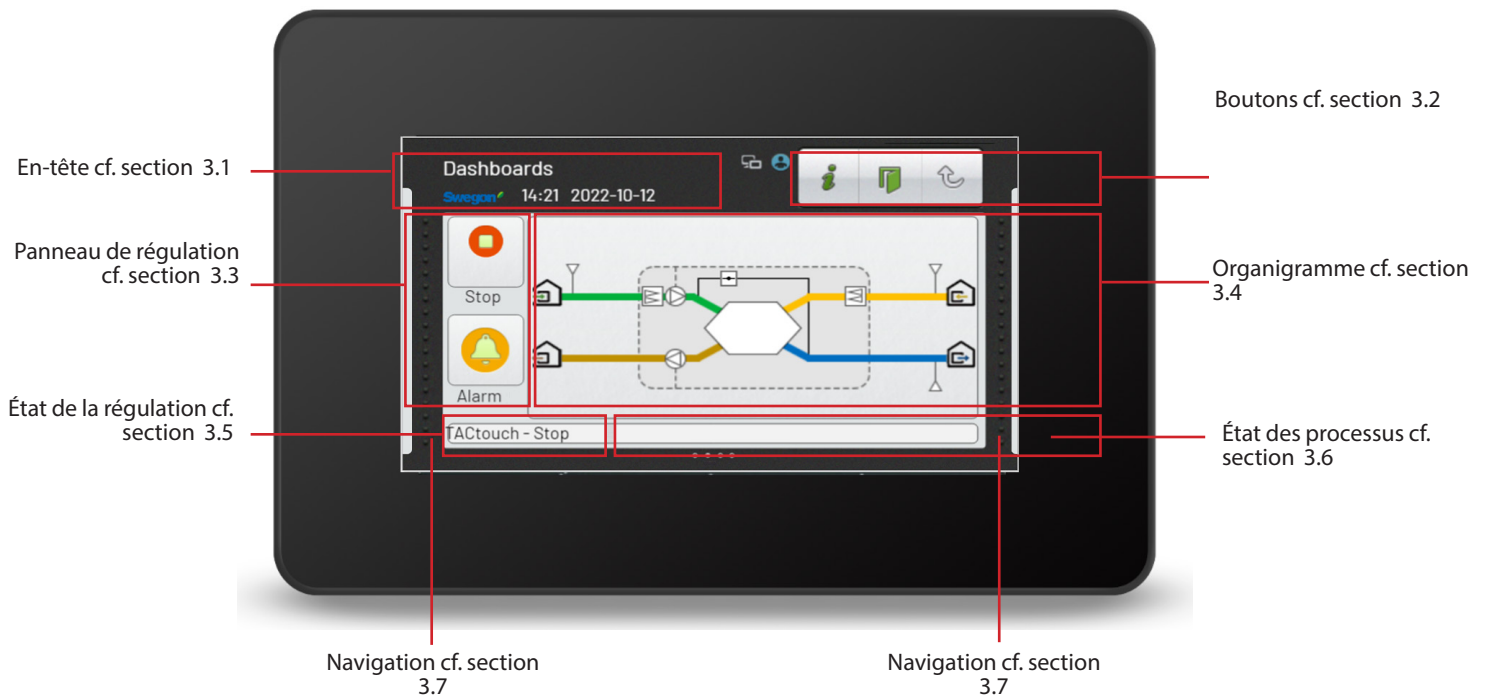 Boutons cf. section 3.2
En-tête cf. section 3.1
Dashboards
Swegon 14:21 2022-10-12
Panneau de régulation
cf. section 3.3
Stop
Organigramme cf. section
3.4
Alarm
État de la régulation cf.
section 3.5
TACtouch - Stop
État des processus cf.
section 3.6
Navigation cf. section
3.7
Navigation cf. section
3.7